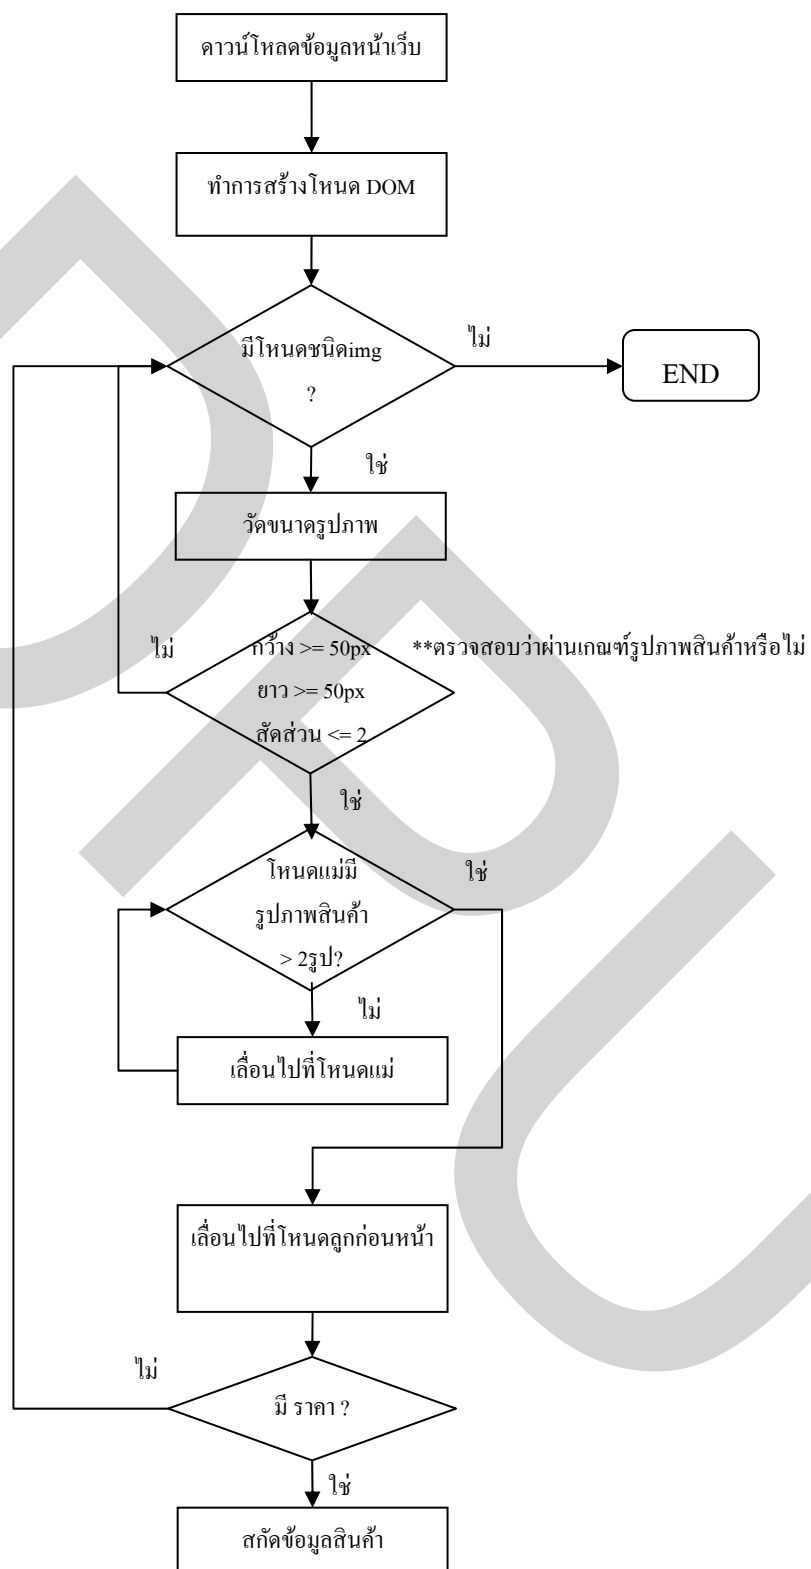 ดาวน์โหลดข้อมูลหน้าเว็บ
ทำการสร้างโหนด DOM
มีโหนดชนิดimg
?
ไม่
END
ใช่
วัดขนาดรูปภาพ
ไม่
กว้าง >= 50px
ยาว >= 50px
สัดส่วน <= 2
**ตรวจสอบว่าผ่านเกณฑ์รูปภาพสินค้าหรือไม่
ใช่
โหนดแม่มี
รูปภาพสินค้า
> 2รูป?
ใช่
ไม่
เลื่อนไปที่โหนดแม่
เลื่อนไปที่โหนดลูกก่อนหน้า
ไม่
มี ราคา ?
ใช่
สกัดข้อมูลสินค้า